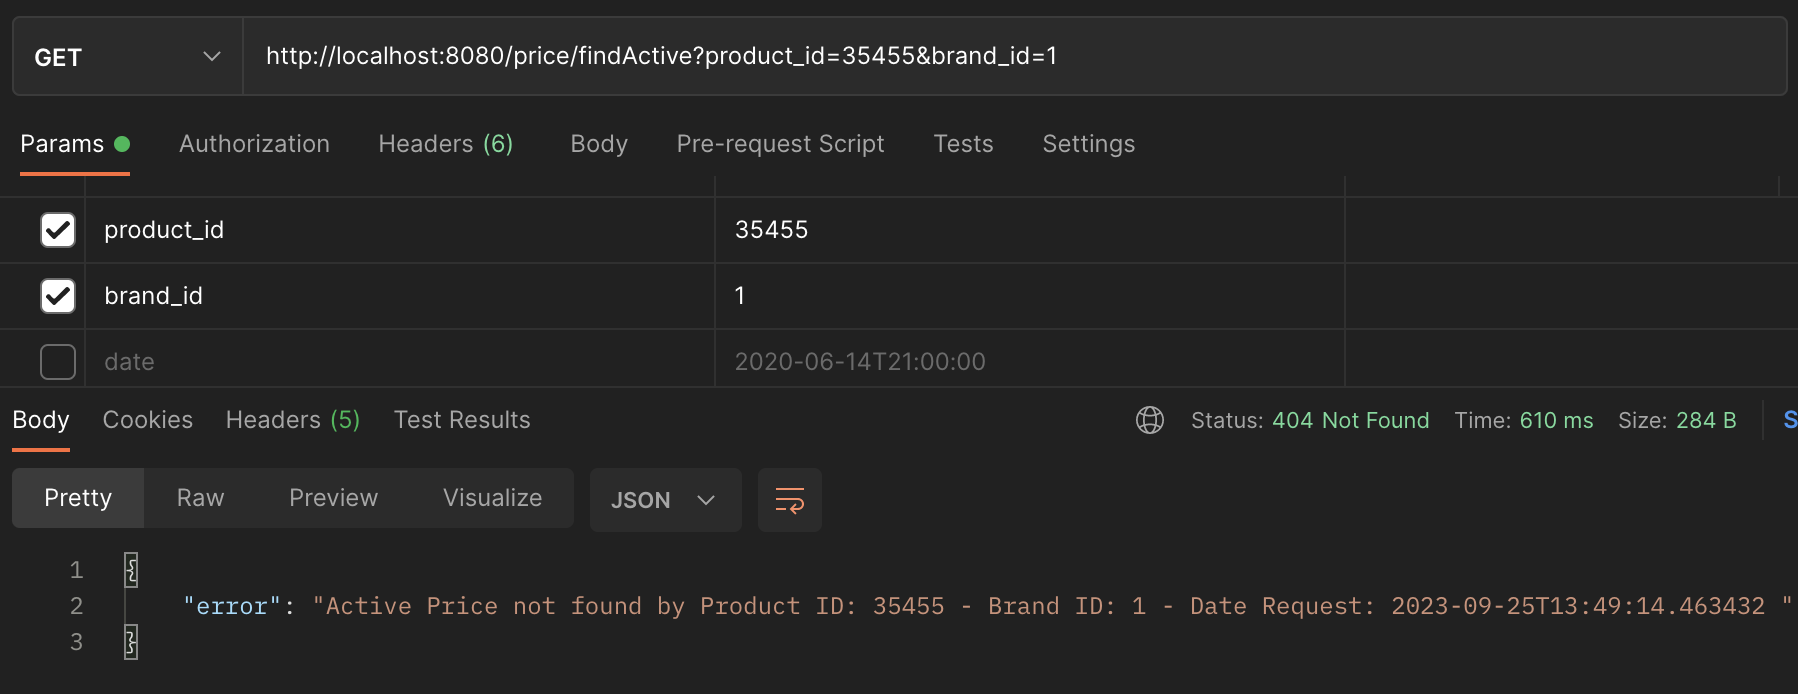 GET http://localhost:8080/price/findActive?product_id=35455&brand_id=1
Params Authorization Headers (6) Body Pre-request Script Tests Settings
product_id 35455
brand_id 1
date 2020-06-14T21:00:00
Body Cookies Headers (5) Test Results Status: 404 Not Found Time: 610 ms Size: 284 B
Pretty Raw Preview Visualize JSON
1 {
2 "error": "Active Price not found by Product ID: 35455 - Brand ID: 1 - Date Request: 2023-09-25T13:49:14.463432 "
3 }